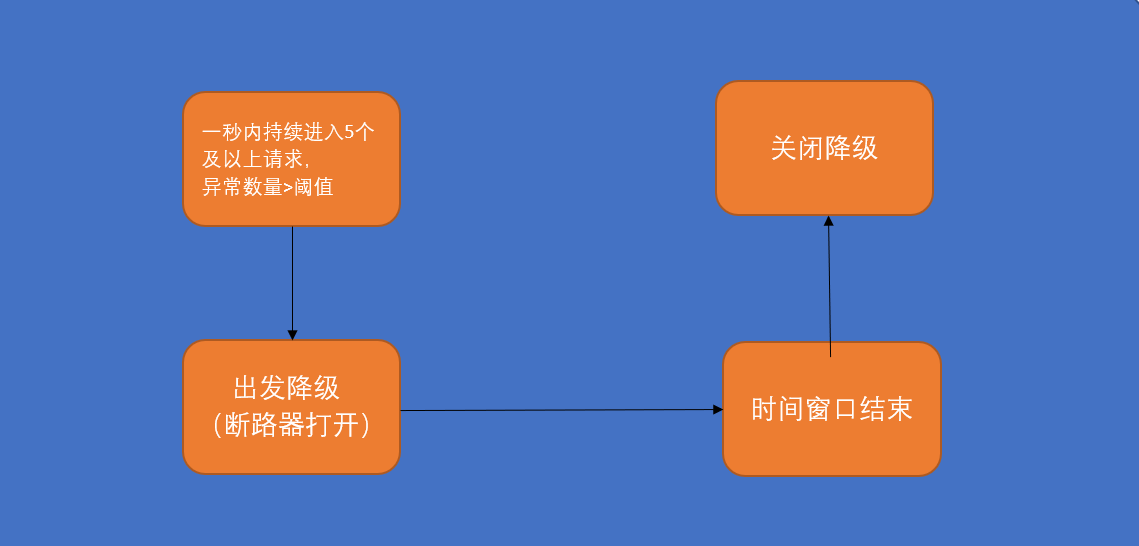 一秒内持续进入5个
及以上请求,
异常数量>阈值
出发降级
（断路器打开）
时间窗口结束
关闭降级